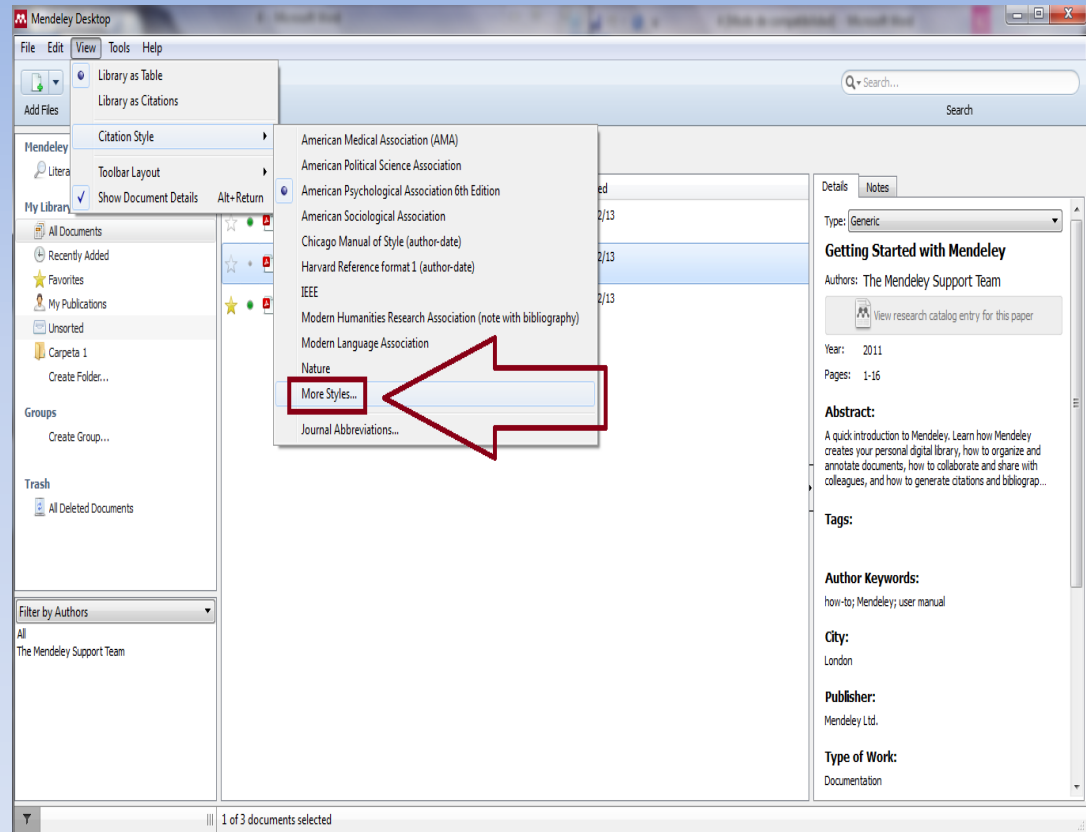 Mendeley Desktop
File Edit View Tools Help
Library as Table
Library as Citations
Citation Style
Toolbar Layout
Show Document Details Alt+Return
American Medical Association (AMA)
American Political Science Association
American Psychological Association 6th Edition
American Sociological Association
Chicago Manual of Style (author-date)
Harvard Reference format 1 (author-date)
IEEE
Modern Humanities Research Association (note with bibliography)
Modern Language Association
Nature
More Styles...
Journal Abbreviations...
Add Files
Search...
Search
Mendeley
Litera
My Library
All Documents
Recently Added
Favorites
My Publications
Unsorted
Carpeta 1
Create Folder...
Groups
Create Group...
Trash
All Deleted Documents
Filter by Authors
All
The Mendeley Support Team
ed
2/13
2/13
2/13
Details Notes
Type: Generic
Getting Started with Mendeley
Authors: The Mendeley Support Team
View research catalog entry for this paper
Year: 2011
Pages: 1-16
Abstract:
A quick introduction to Mendeley. Learn how Mendeley
creates your personal digital library, how to organize and
annotate documents, how to collaborate and share with
colleagues, and how to generate citations and bibliograp...
Tags:
Author Keywords:
how-to; Mendeley; user manual
City:
London
Publisher:
Mendeley Ltd.
Type of Work:
Documentation
1 of 3 documents selected